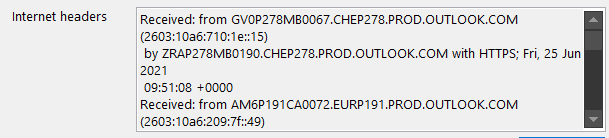 Internet headers
Received: from GV0P278MB0067.CHEP278.PROD.OUTLOOK.COM
(2603:10a6:710:1e::15)
by ZRAP278MB0190.CHEP278.PROD.OUTLOOK.COM with HTTPS; Fri, 25 Jun
2021
09:51:08 +0000
Received: from AM6P191CA0072.EURP191.PROD.OUTLOOK.COM
(2603:10a6:209:7f::49)